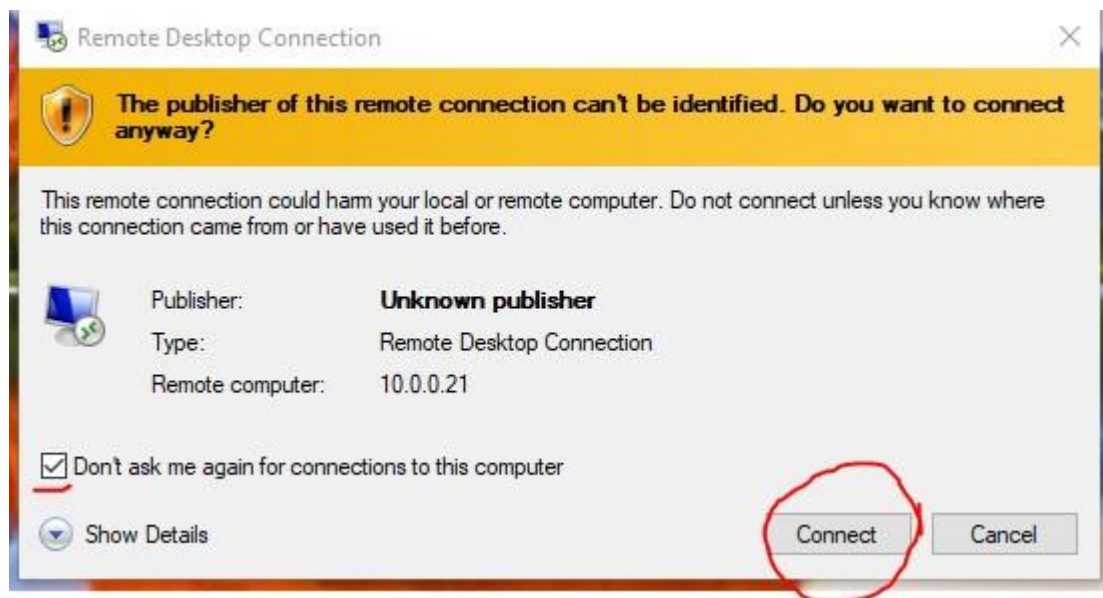 Remote Desktop Connection
The publisher of this remote connection can't be identified. Do you want to connect
anyway?
This remote connection could harm your local or remote computer. Do not connect unless you know where
this connection came from or have used it before.
Publisher: Unknown publisher
Type: Remote Desktop Connection
Remote computer: 10.0.0.21
Don't ask me again for connections to this computer
Show Details Connect Cancel